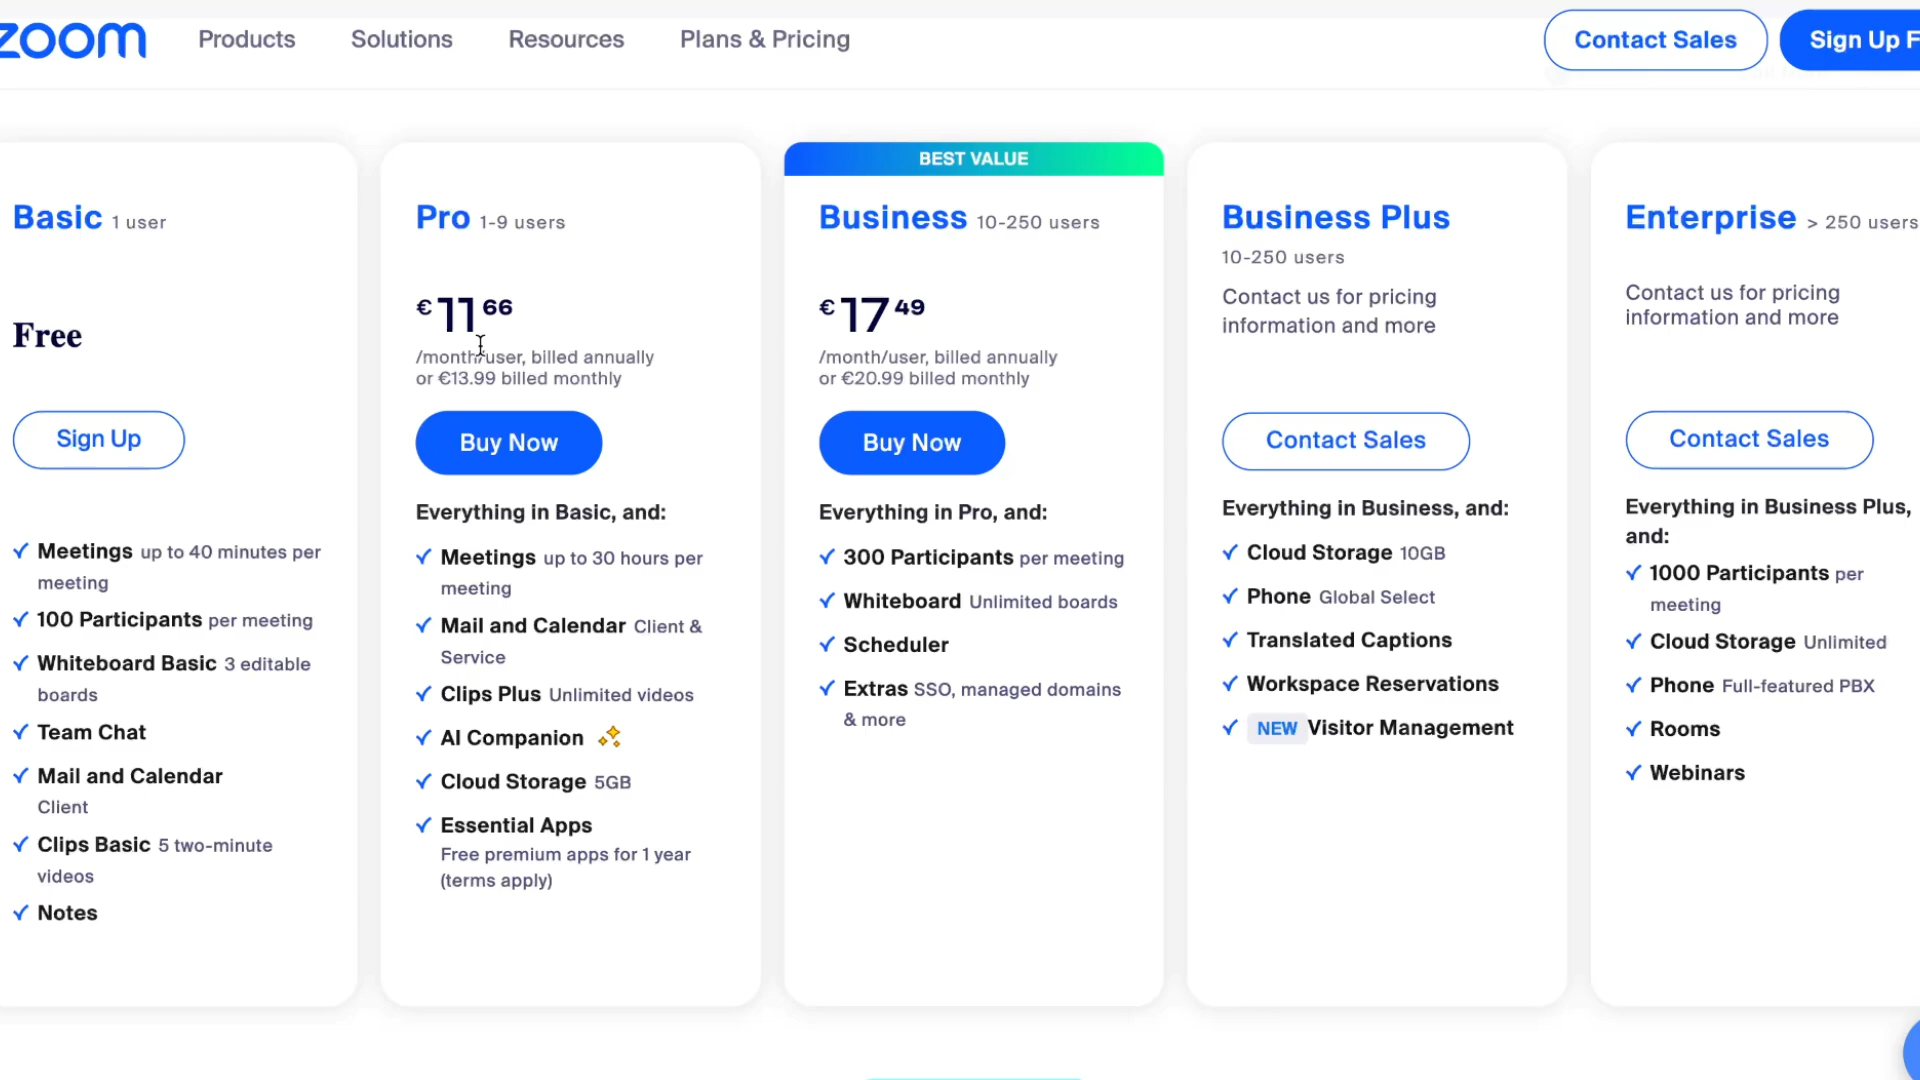 zoom
Products
Solutions
Resources
Plans & Pricing
Contact Sales
Sign Up F
Basic 1 user
Free
Sign Up
Meetings up to 40 minutes per
meeting
100 Participants per meeting
Whiteboard Basic 3 editable
boards
Team Chat
Mail and Calendar
Client
Clips Basic 5 two-minute
videos
Notes
Pro 1-9 users
€ 11 66
/month/user, billed annually
or €13.99 billed monthly
Buy Now
Everything in Basic, and:
Meetings up to 30 hours per
meeting
Mail and Calendar Client &
Service
Clips Plus Unlimited videos
AI Companion
Cloud Storage 5GB
Essential Apps
Free premium apps for 1 year
(terms apply)
BEST VALUE
Business 10-250 users
€ 17 49
/month/user, billed annually
or €20.99 billed monthly
Buy Now
Everything in Pro, and:
300 Participants per meeting
Whiteboard Unlimited boards
Scheduler
Extras SSO, managed domains
& more
Business Plus
10-250 users
Contact us for pricing
information and more
Contact Sales
Everything in Business, and:
Cloud Storage 10GB
Phone Global Select
Translated Captions
Workspace Reservations
NEW Visitor Management
Enterprise > 250 users
Contact us for pricing
information and more
Contact Sales
Everything in Business Plus,
and:
1000 Participants per
meeting
Cloud Storage Unlimited
Phone Full-featured PBX
Rooms
Webinars